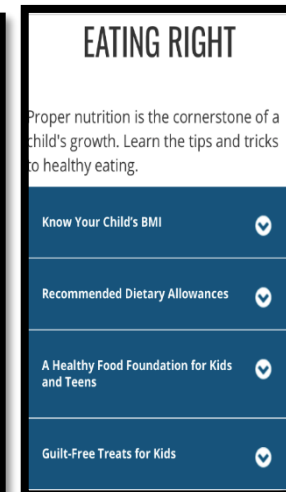 EATING RIGHT
Proper nutrition is the cornerstone of a
child's growth. Learn the tips and tricks
to healthy eating.
Know Your Child's BMI
Recommended Dietary Allowances
A Healthy Food Foundation for Kids
and Teens
Guilt-Free Treats for Kids